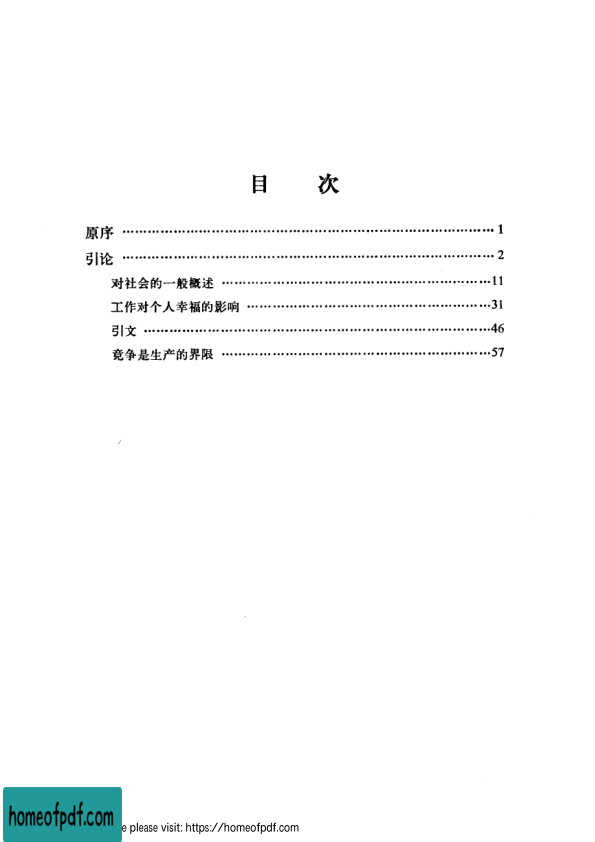 目 次
原序 …………………………………………………………………… 1
引论 …………………………………………………………………… 2
对社会的一般概述 ……………………………………………………11
工作对个人幸福的影响 ………………………………………………31
引文 ……………………………………………………………………46
竞争是生产的界限 ……………………………………………………57
homeofpdf.com
e please visit: https://homeofpdf.com